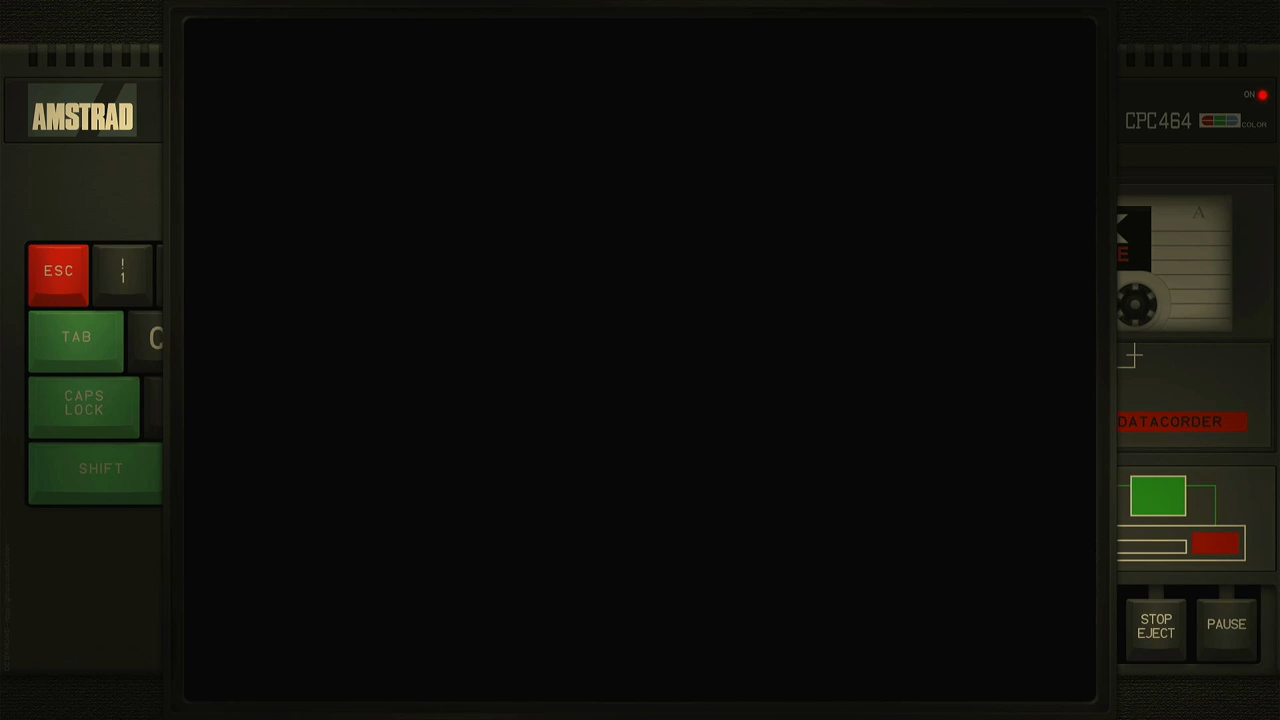 AMSTRAD
ESC
!
1
TAB
CAPS
LOCK
SHIFT
ON
CPC464
COLOR
A
DATACORDER
STOP
EJECT
PAUSE